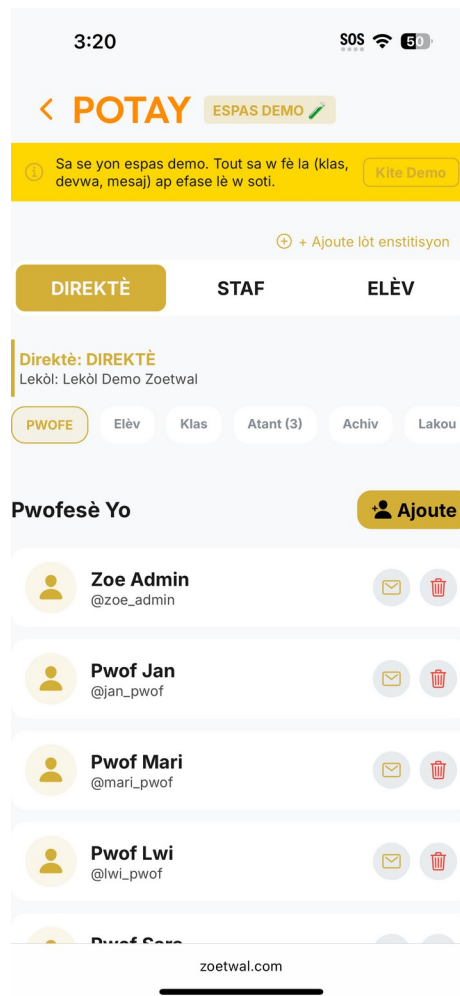 3:20
SOS
50
POTAY
ESPAS DEMO
Sa se yon espas demo. Tout sa w fè la (klas,
devwa, mesaj) ap efase lè w soti.
Kite Demo
+ Ajoute lòt enstitisyon
DIREKTÈ
STAF
ELÈV
Direktè: DIREKTÈ
Lekòl: Lekòl Demo Zoetwal
PWOFE
Elèv
Klas
Atant (3)
Achiv
Lakou
Pwofesè Yo
Ajoute
Zoe Admin
@zoe_admin
Pwof Jan
@jan_pwof
Pwof Mari
@mari_pwof
Pwof Lwi
@lwi_pwof
Pwof
zoetwal.com